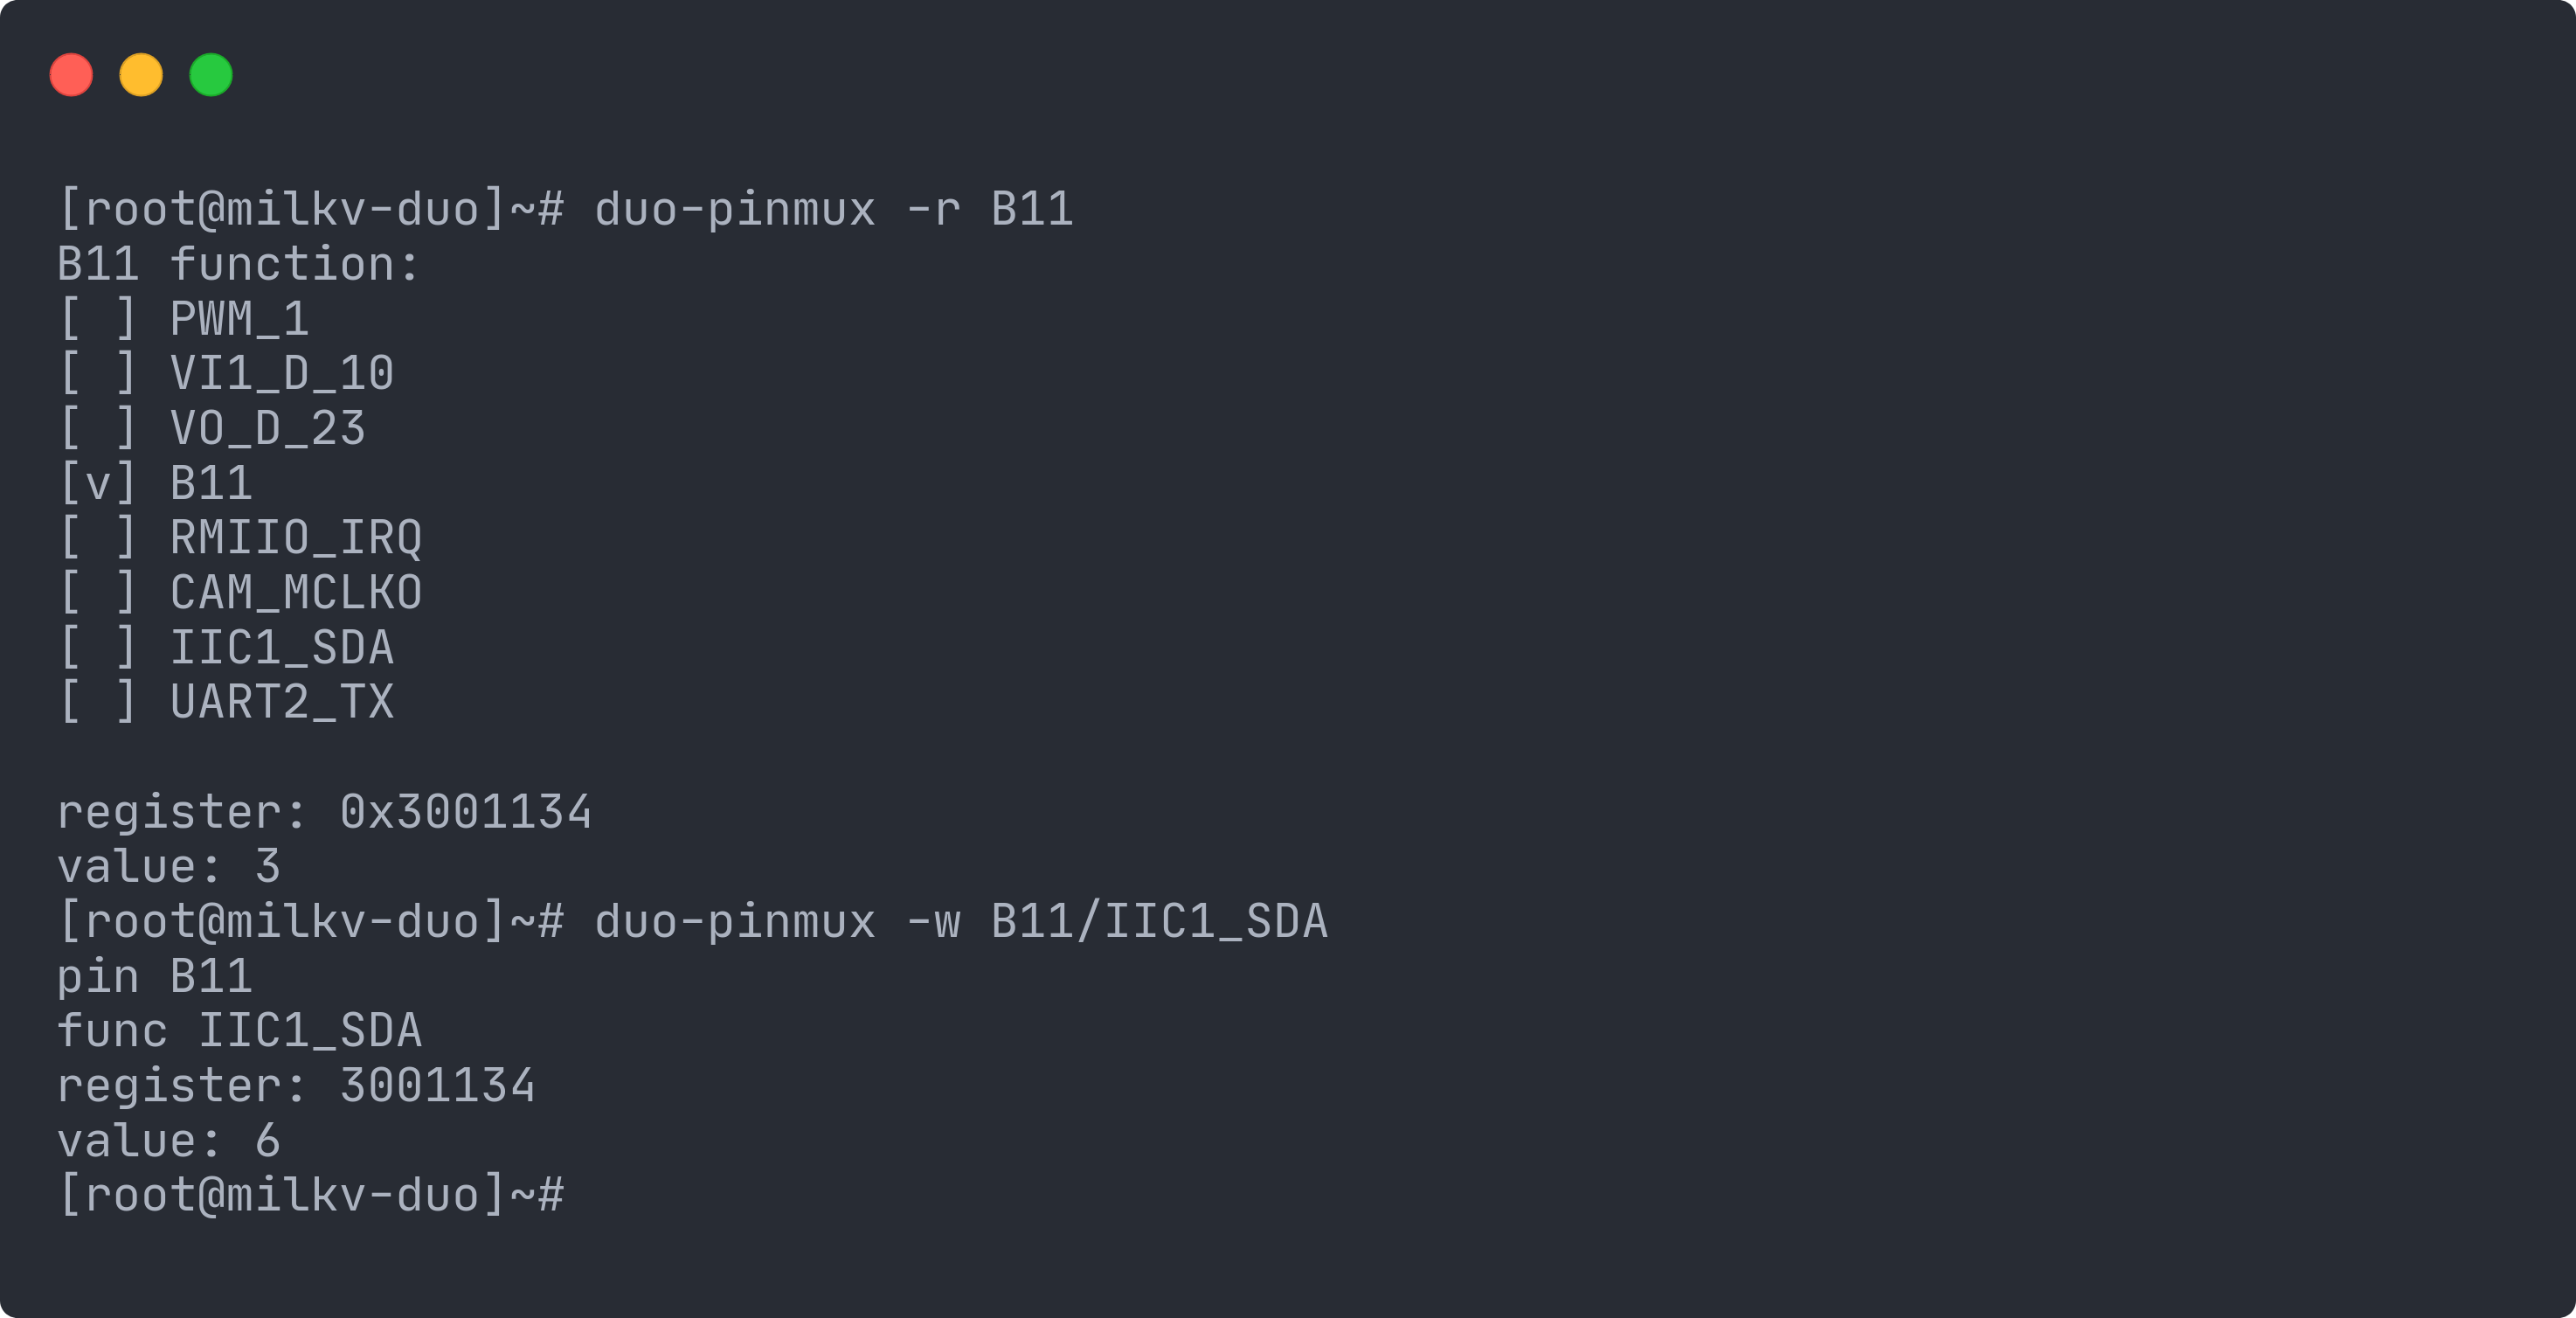 [root@milkv-duo]~# duo-pinmux -r B11
B11 function:
[ ] PWM_1
[ ] VI1_D_10
[ ] VO_D_23
[v] B11
[ ] RMIIO_IRQ
[ ] CAM_MCLKO
[ ] IIC1_SDA
[ ] UART2_TX

register: 0x3001134
value: 3
[root@milkv-duo]~# duo-pinmux -w B11/IIC1_SDA
pin B11
func IIC1_SDA
register: 3001134
value: 6
[root@milkv-duo]~#